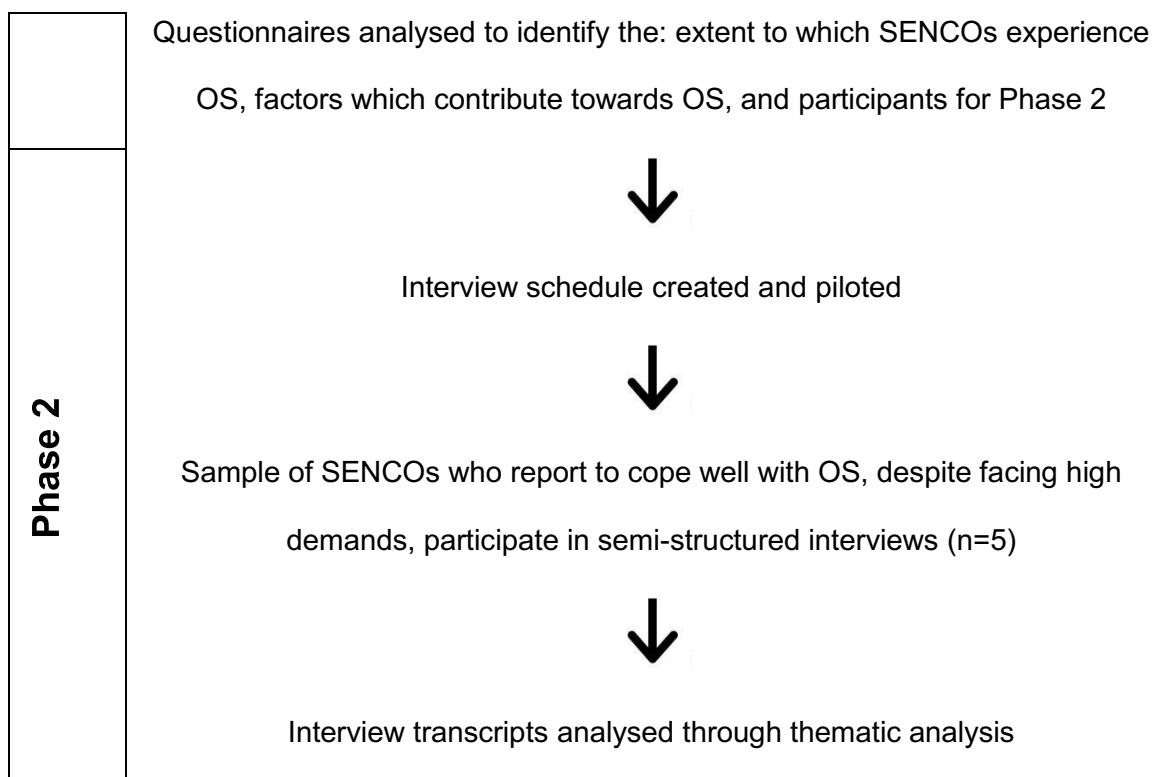 Questionnaires analysed to identify the: extent to which SENCOs experience
OS, factors which contribute towards OS, and participants for Phase 2
Interview schedule created and piloted
Phase 2
Sample of SENCOs who report to cope well with OS, despite facing high
demands, participate in semi-structured interviews (n=5)
Interview transcripts analysed through thematic analysis